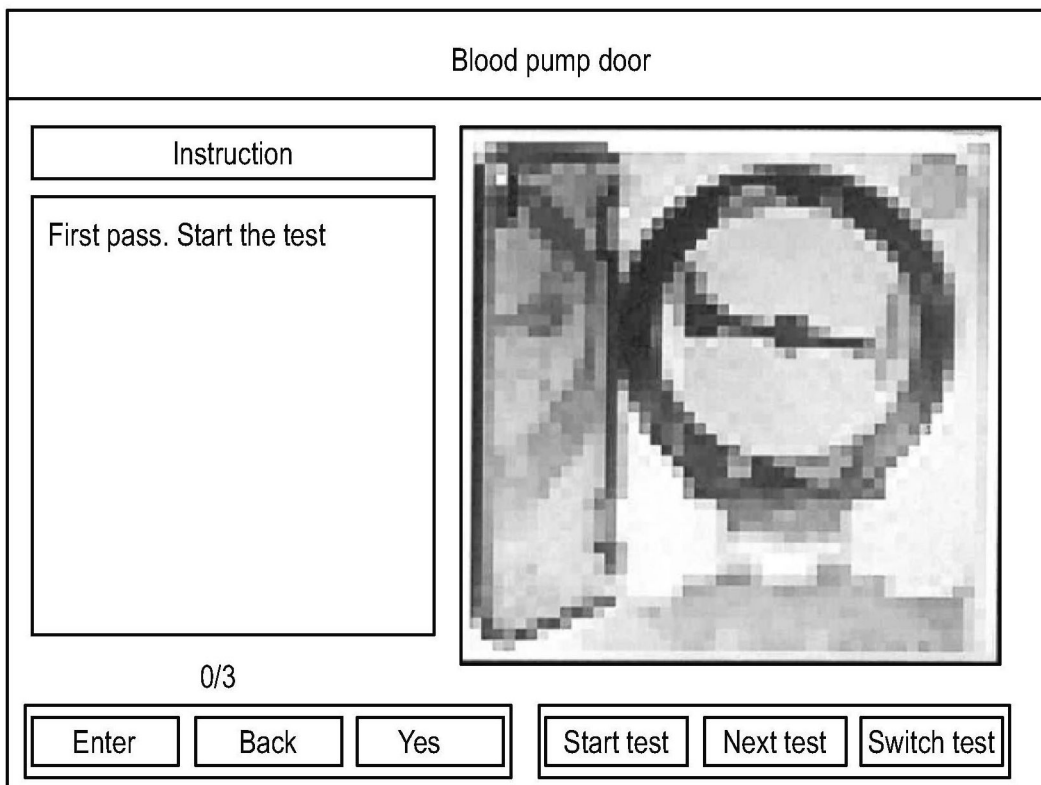 Blood pump door
Instruction
First pass. Start the test
0/3
Enter
Back
Yes
Start test
Next test
Switch test